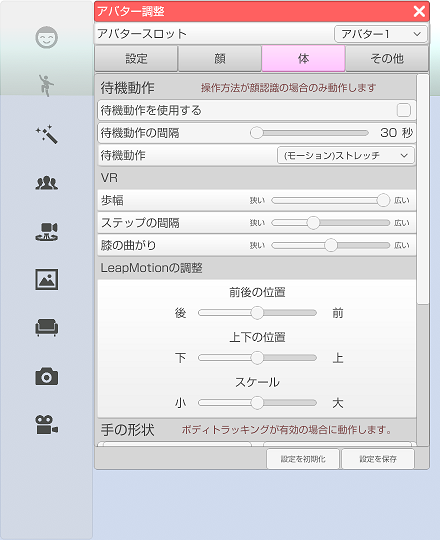 アバター調整
アバタースロット アバター1
設定 顔 体 その他
待機動作 操作方法が顔認識の場合のみ動作します
待機動作を使用する
待機動作の間隔 30 秒
待機動作 (モーション)ストレッチ
VR
歩幅 狭い 広い
ステップの間隔 狭い 広い
膝の曲がり 狭い 広い
LeapMotionの調整
前後の位置
後 前
上下の位置
下 上
スケール
小 大
手の形状 ボディトラッキングが有効の場合に動作します。
設定を初期化 設定を保存